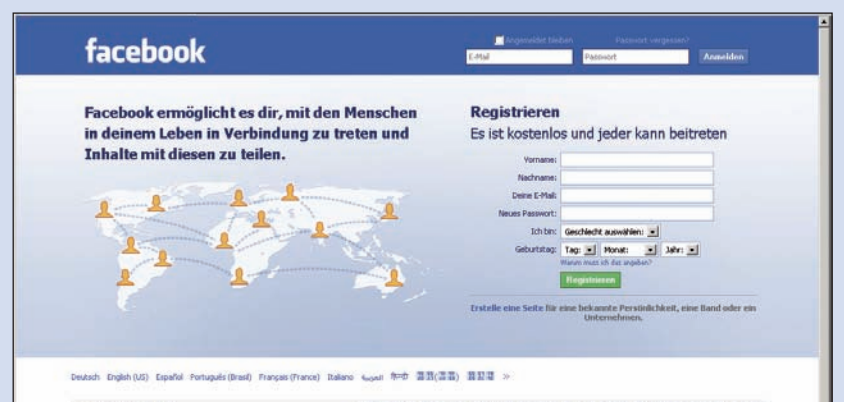 facebook
Angemeldet bleiben Passwort vergessen?
E-Mail Passwort Anmelden
Facebook ermöglicht es dir, mit den Menschen
in deinem Leben in Verbindung zu treten und
Inhalte mit diesen zu teilen.
Registrieren
Es ist kostenlos und jeder kann beitreten
Vorname:
Nachname:
Deine E-Mail:
Neues Passwort:
Ich bin: Geschlecht auswählen:
Geburtstag: Tag: Monat: Jahr:
Warum muss ich das angeben?
Registrieren
Erstelle eine Seite für eine bekannte Persönlichkeit, eine Band oder ein
Unternehmen.
Deutsch English (US) Español Português (Brasil) Français (France) Italiano العربية हिन्दी »